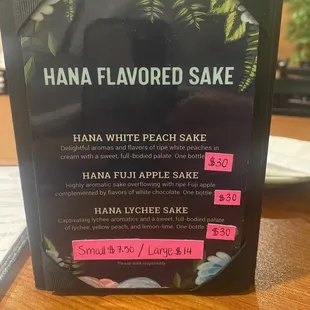 HANA FLAVORED SAKE
HANA WHITE PEACH SAKE
Delightful aromas and flavors of ripe white peaches in
cream with a sweet, full-bodied palate. One bottle $30
HANA FUJI APPLE SAKE
Highly aromatic sake overflowing with ripe Fuji apple
complemented by flavors of white chocolate. One bottle $30
HANA LYCHEE SAKE
Captivating lychee aromatics and a sweet, full-bodied palate
of lychee, yellow peach, and lemon-lime. One bottle $30
Small $7.50 / Large $14
Please drink responsibly.